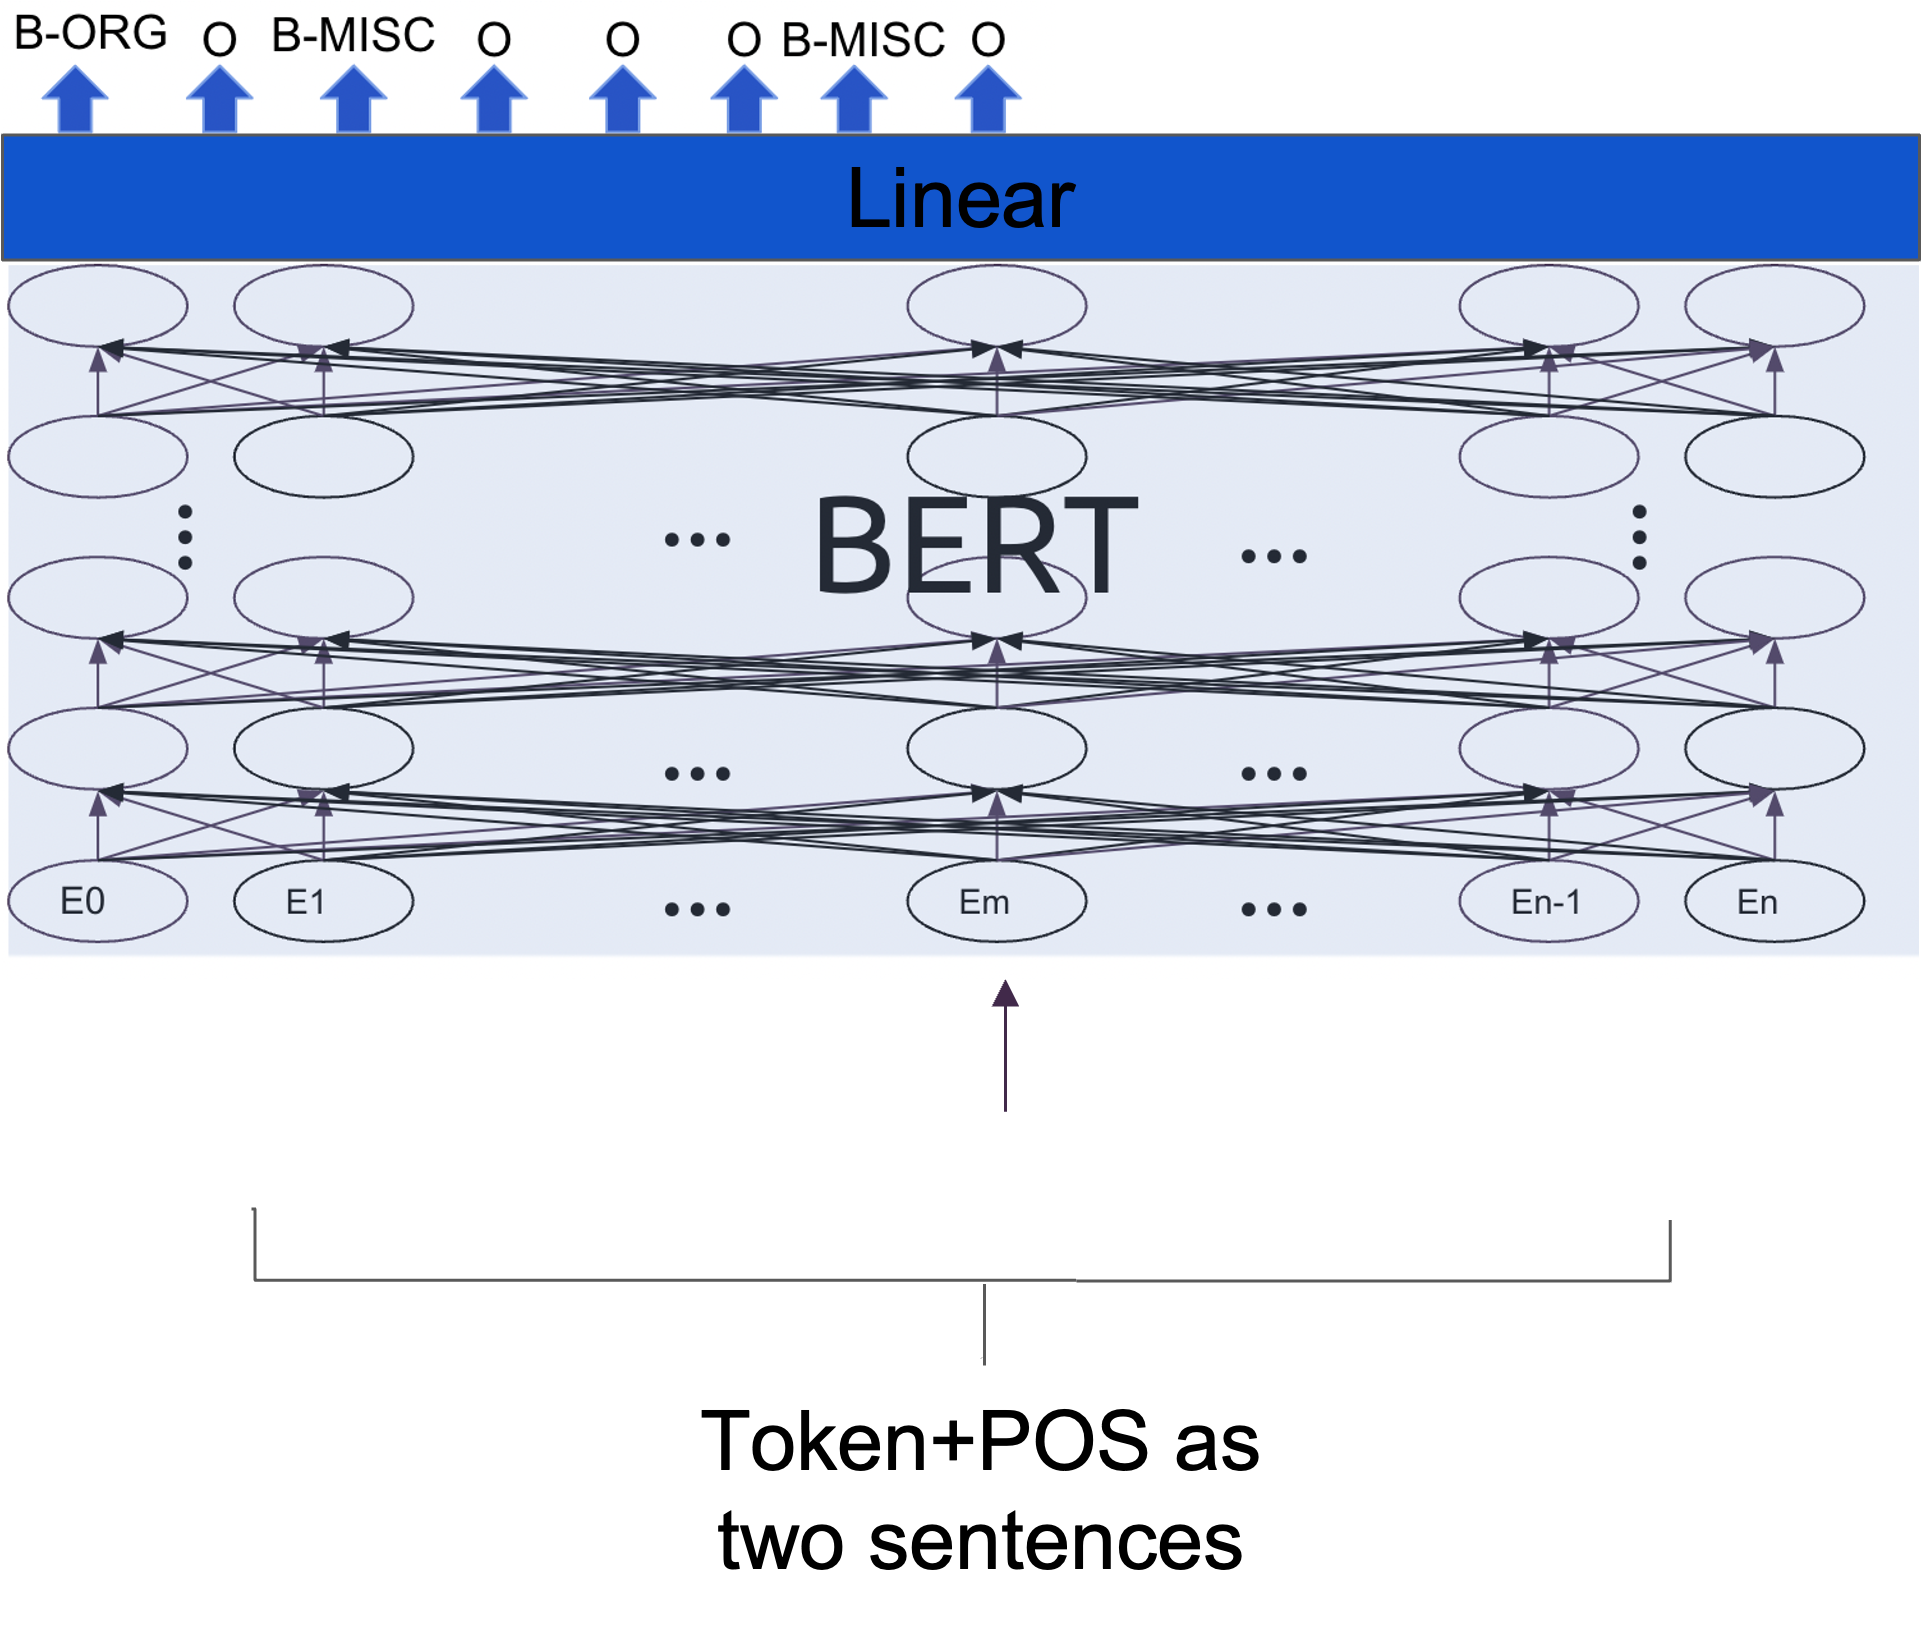 B-ORG O B-MISC O O O B-MISC O
Linear
BERT
E0 E1 ... Em ... En-1 En
Token+POS as
two sentences